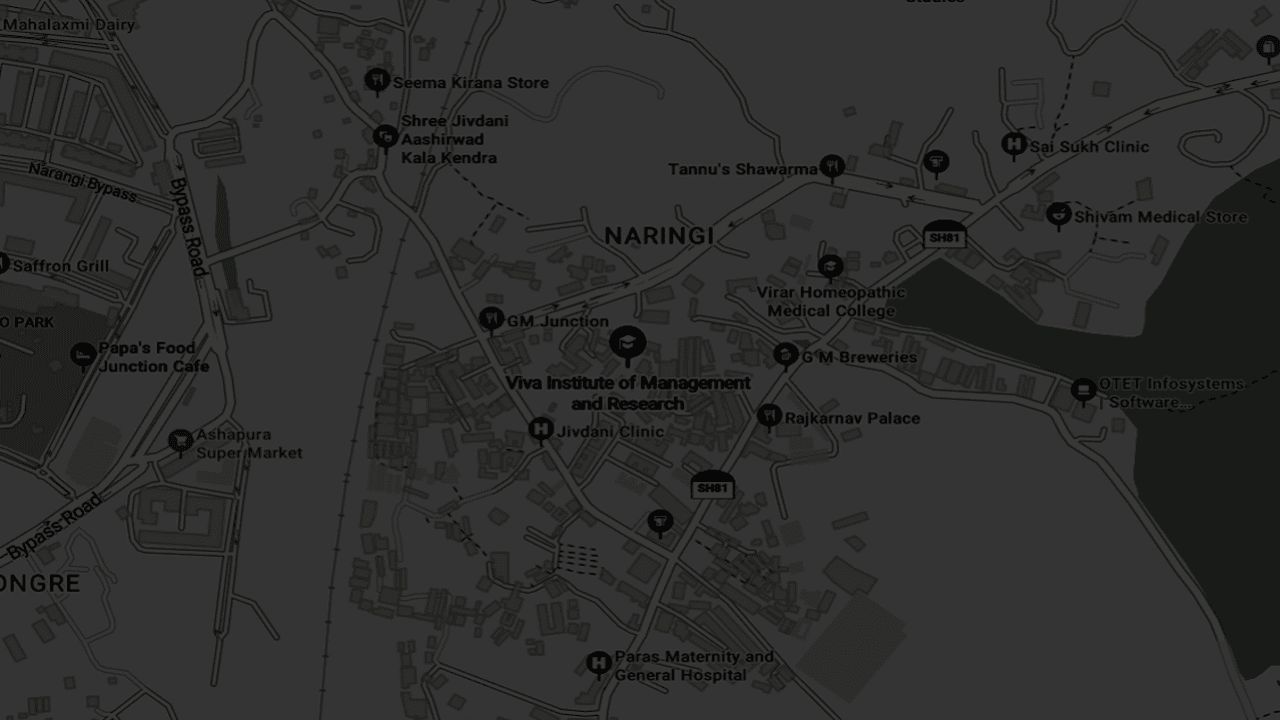 Mahalaxmi Dairy
Seema Kirana Store
Shree Jivdani
Aashirwad
Kala Kendra
Sai Sukh Clinic
Tannu's Shawarma
Narangi Bypass
Bypass Road
Shivam Medical Store
NARINGI
SH81
Saffron Grill
Virar Homeopathic
Medical College
O PARK
GM Junction
Papa's Food
Junction Cafe
G M Breweries
Viva Institute of Management
and Research
OTET Infosystems
| Software...
Rajkarnav Palace
Jivdani Clinic
Ashapura
Super Market
SH81
Bypass Road
ONGRE
Paras Maternity and
General Hospital